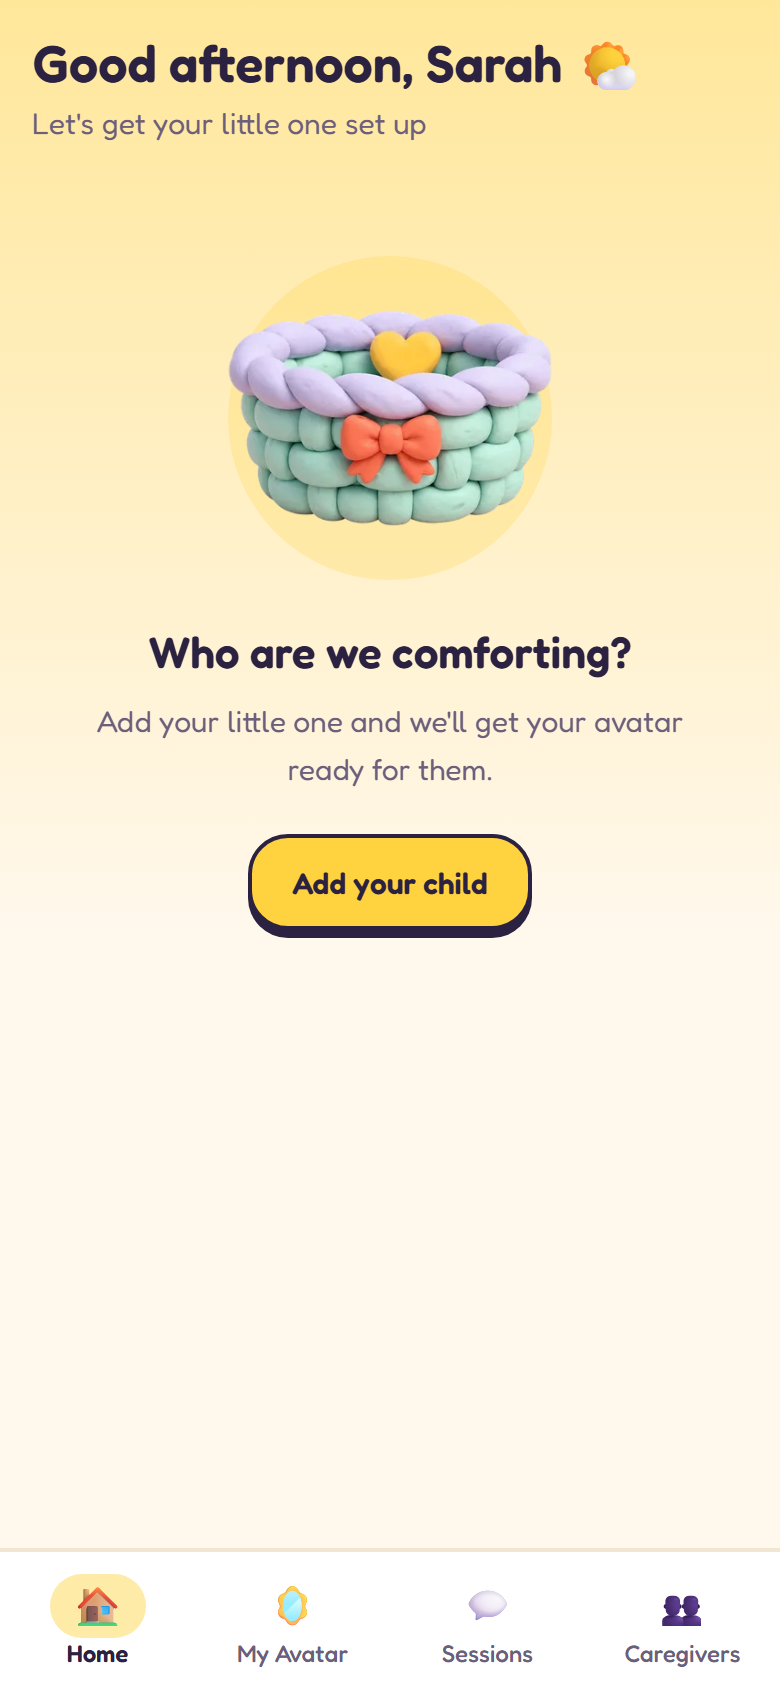 Good afternoon, Sarah
Let's get your little one set up
Who are we comforting?
Add your little one and we'll get your avatar
ready for them.
Add your child
Home
My Avatar
Sessions
Caregivers